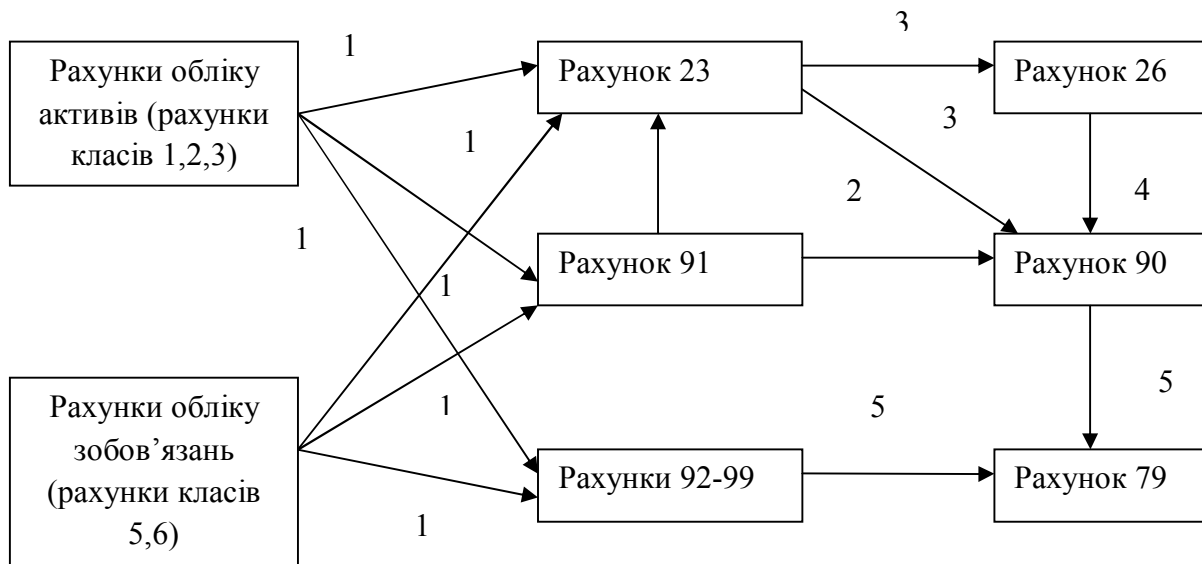 3
1
Рахунки обліку
активів (рахунки
класів 1,2,3)
Рахунок 23
Рахунок 26
1
3
2
4
1
Рахунок 91
Рахунок 90
1
Рахунки обліку
зобов’язань
(рахунки класів
5,6)
1
5
5
Рахунки 92-99
Рахунок 79
1